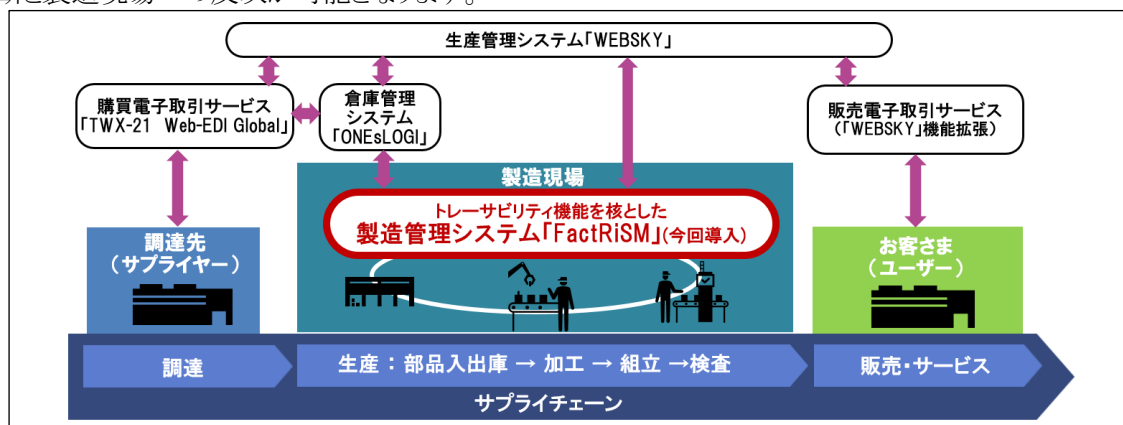 生産管理システム「WEBSKY」
購買電子取引サービス
「TWX-21 Web-EDI Global」
倉庫管理
システム
「ONEsLOGI」
販売電子取引サービス
(「WEBSKY」機能拡張)
製造現場
トレーサビリティ機能を核とした
製造管理システム「FactRiSM」(今回導入)
調達先
(サプライヤー)
お客さま
(ユーザー)
調達
生産：部品入出庫 → 加工 → 組立 →検査
販売・サービス
サプライチェーン